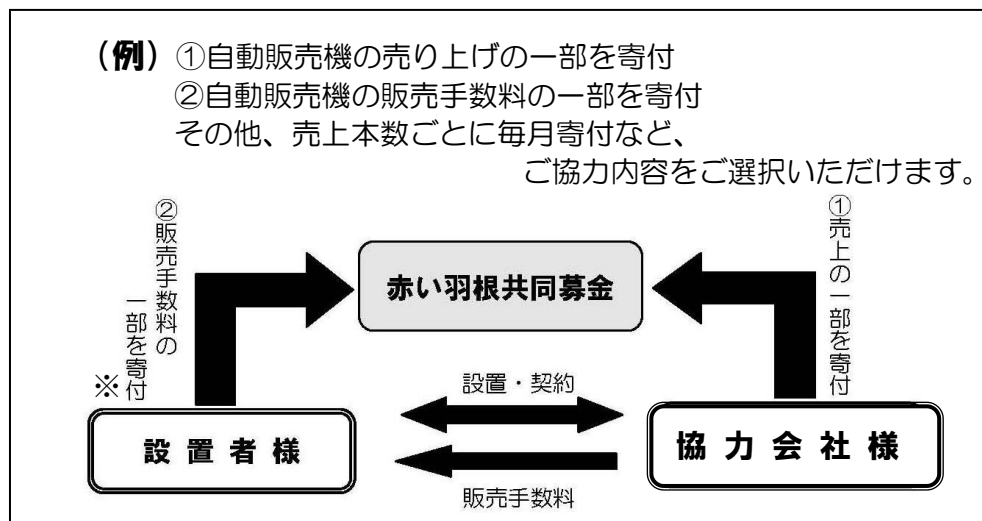 (例) ①自動販売機の売り上げの一部を寄付
②自動販売機の販売手数料の一部を寄付
その他、売上本数ごとに毎月寄付など、
ご協力内容をご選択いただけます。
②販売手数料の
一部を寄付
※
赤い羽根共同募金
①売上の一部を寄付
設置・契約
設置者様
協力会社様
販売手数料